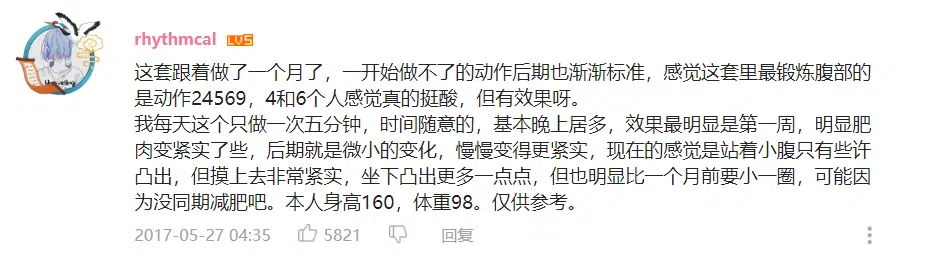 rhythmcal LV5
这套跟着做了一个月了，一开始做不了的动作后期也渐渐标准，感觉这套里最锻炼腹部的
是动作24569，4和6个人感觉真的挺酸，但有效果呀。
我每天这个只做一次五分钟，时间随意的，基本晚上居多，效果最明显是第一周，明显肥
肉变紧实了些，后期就是微小的变化，慢慢变得更紧实，现在的感觉是站着小腹只有些许
凸出，但摸上去非常紧实，坐下凸出更多一点点，但也明显比一个月前要小一圈，可能因
为没同期减肥吧。本人身高160，体重98。仅供参考。
2017-05-27 04:35 5821 回复